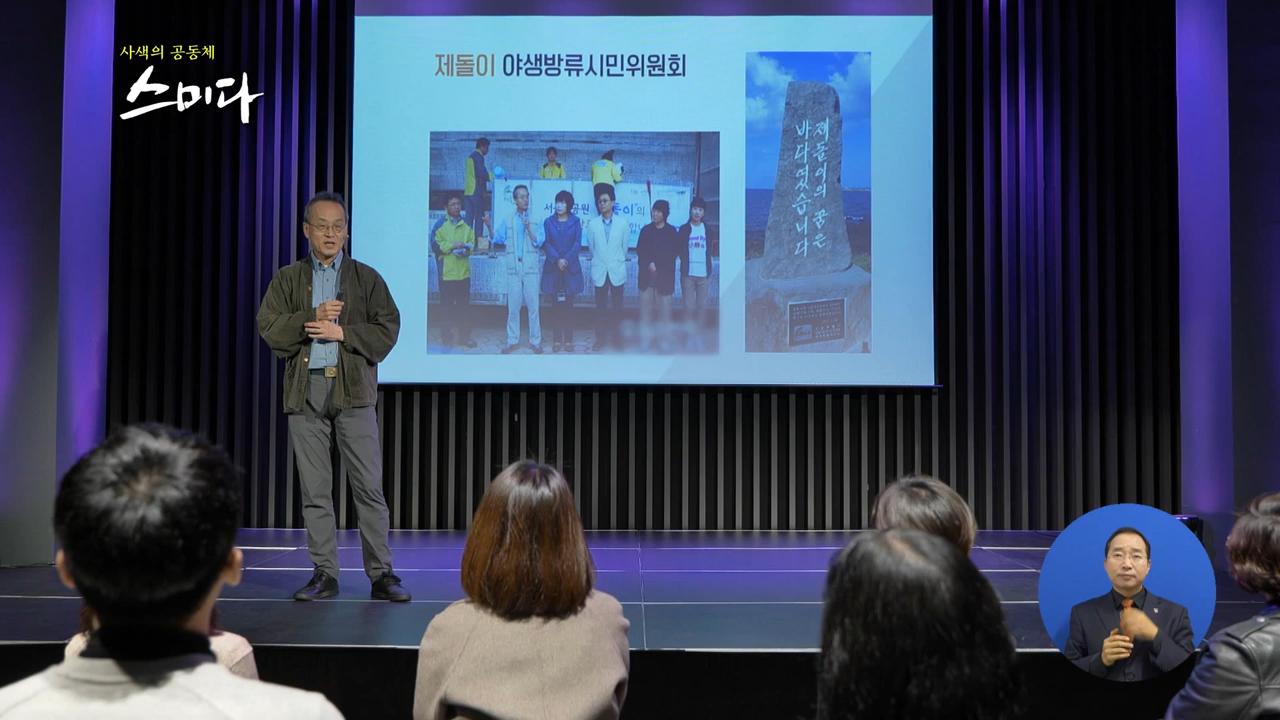 사색의 공동체
스미다
제돌이 야생방류시민위원회
제돌이의 꿈은
바다였습니다